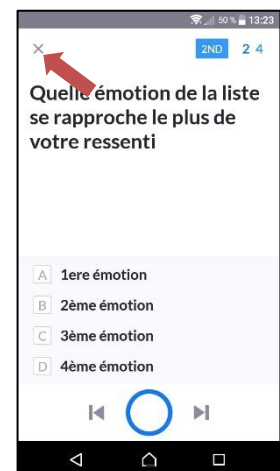 50 % 13:23
2ND 2 4
Quelle émotion de la liste
se rapproche le plus de
votre ressenti
A 1ere émotion
B 2ème émotion
C 3ème émotion
D 4ème émotion